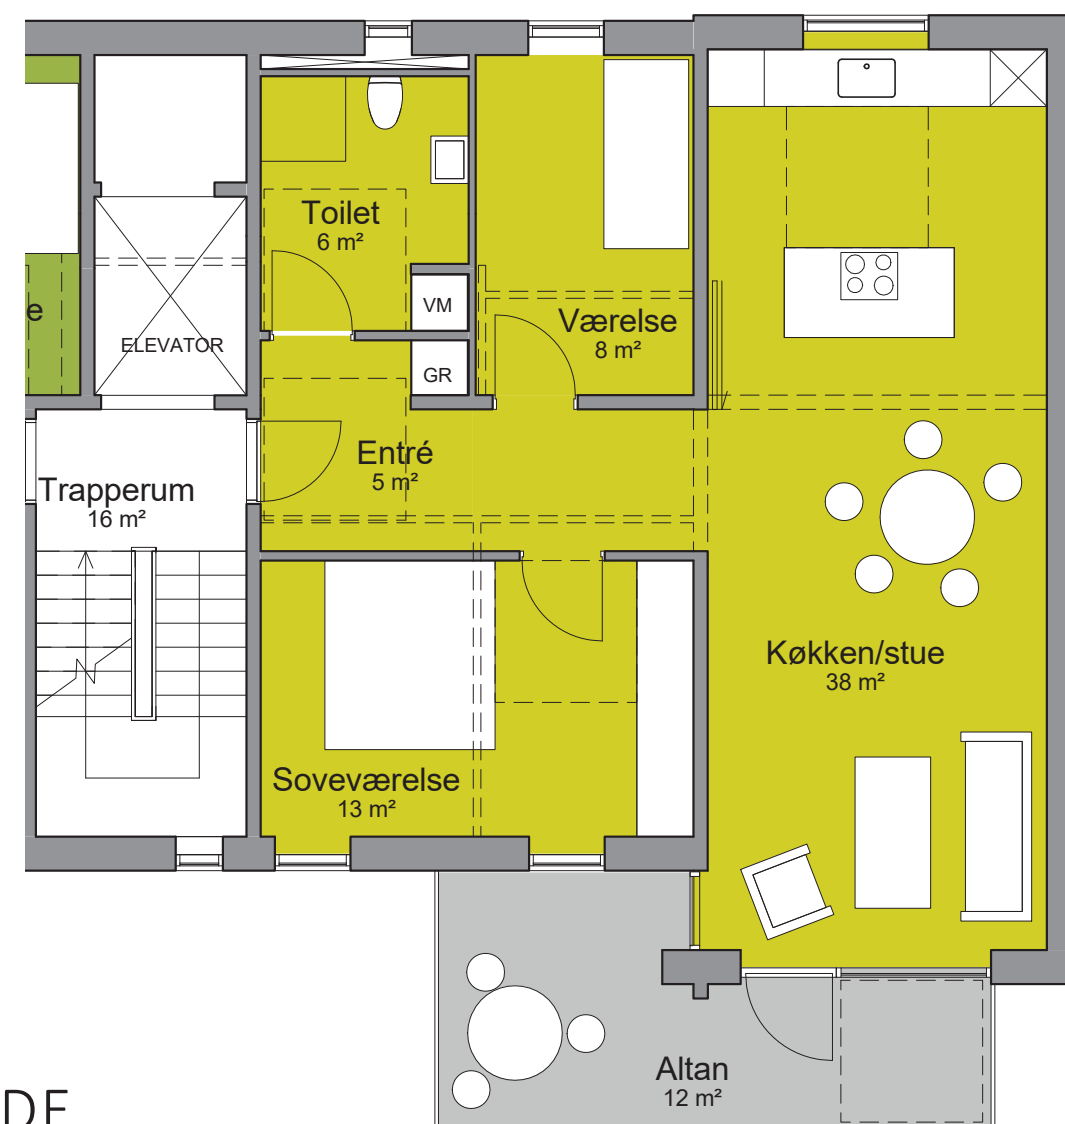 Toilet
6 m²
VM
Værelse
8 m²
e
ELEVATOR
GR
Entré
5 m²
Trapperum
16 m²
Køkken/stue
38 m²
Soveværelse
13 m²
Altan
12 m²